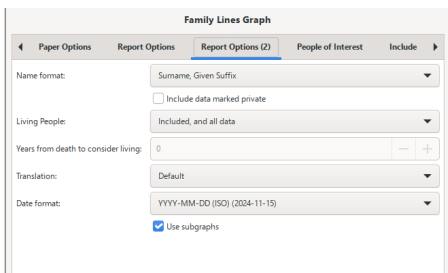 Family Lines Graph
Paper Options Report Options Report Options (2) People of Interest Include
Name format: Surname, Given Suffix
Include data marked private
Living People: Included, and all data
Years from death to consider living: 0
Translation: Default
Date format: YYYY-MM-DD (ISO) (2024-11-15)
Use subgraphs